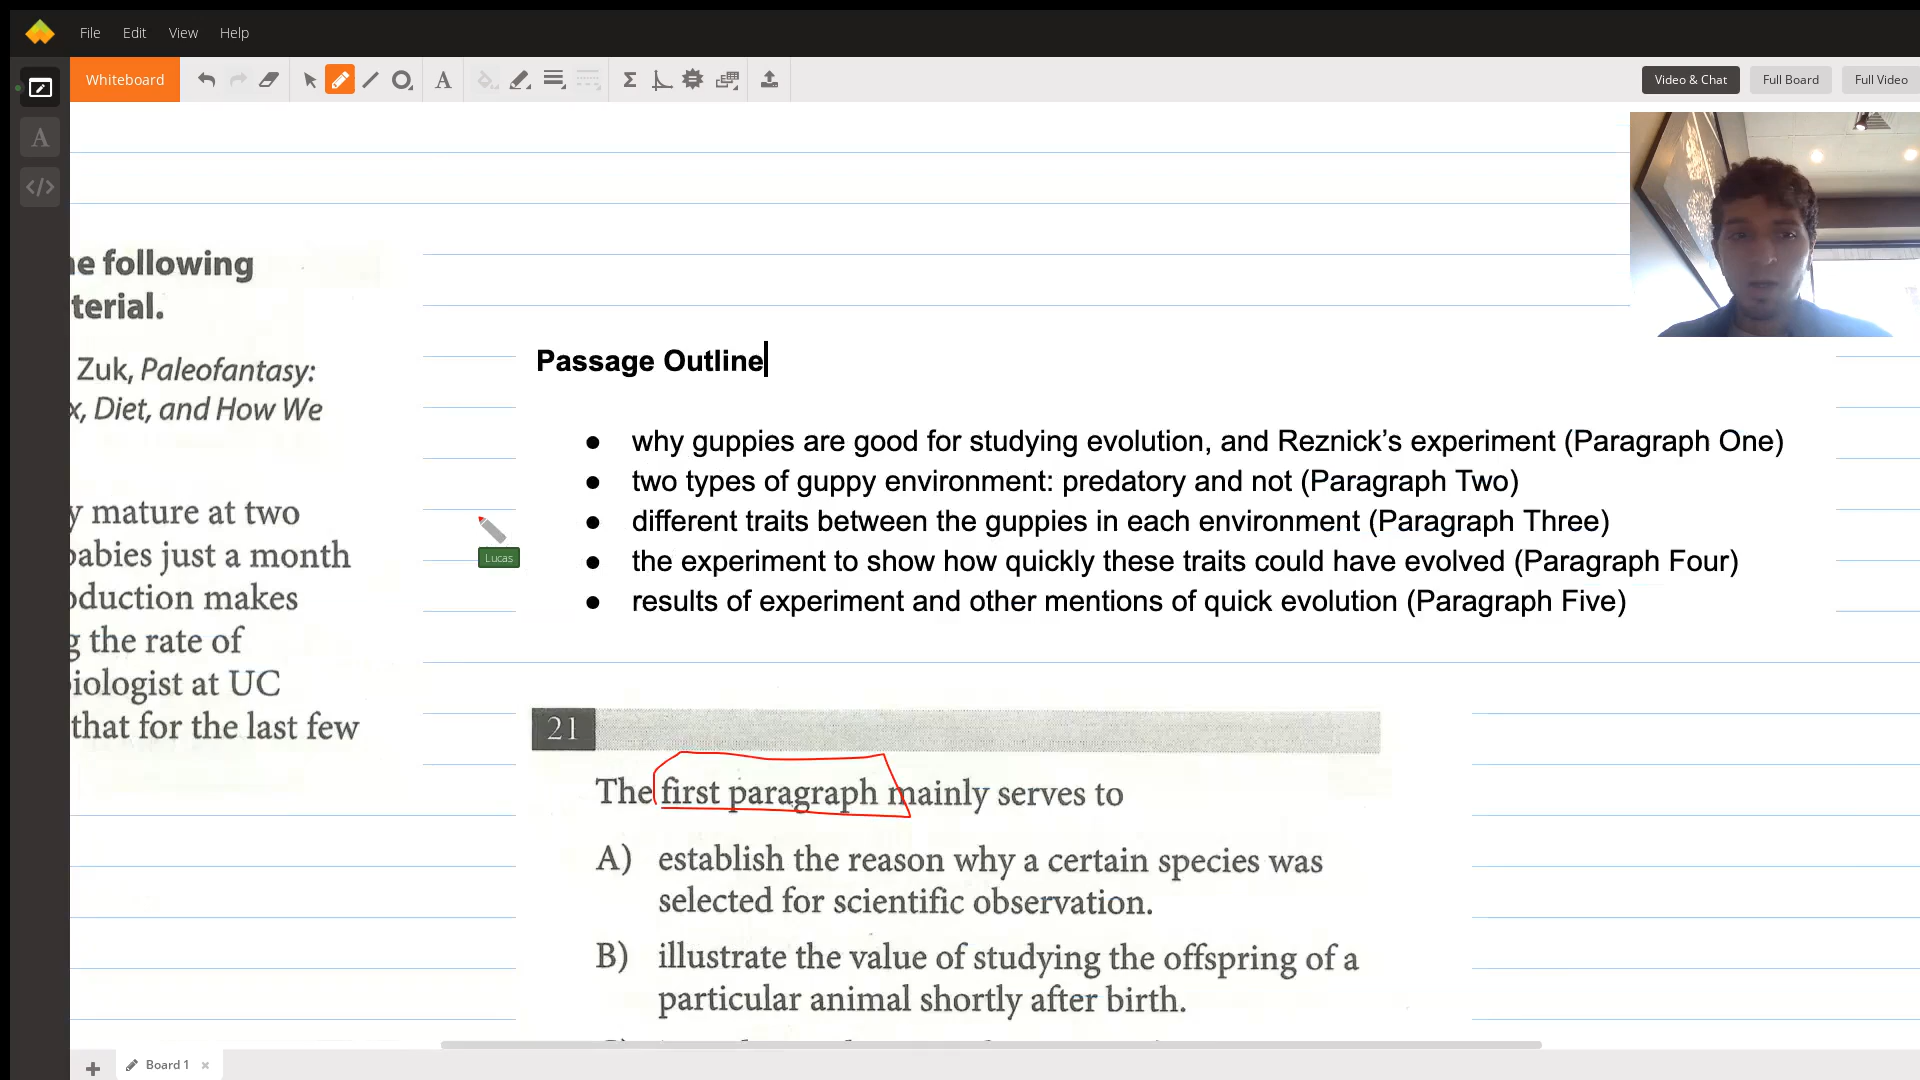 File Edit View Help
Whiteboard
Video & Chat Full Board Full Video
following
Zuk, Paleofantasy:
Diet, and How We
mature at two
just a month
makes
the rate of
at UC
that for the last few
Passage Outline
● why guppies are good for studying evolution, and Reznick’s experiment (Paragraph One)
● two types of guppy environment: predatory and not (Paragraph Two)
● different traits between the guppies in each environment (Paragraph Three)
● the experiment to show how quickly these traits could have evolved (Paragraph Four)
● results of experiment and other mentions of quick evolution (Paragraph Five)
Lucas
21
The first paragraph mainly serves to
A) establish the reason why a certain species was
selected for scientific observation.
B) illustrate the value of studying the offspring of a
particular animal shortly after birth.
Board 1